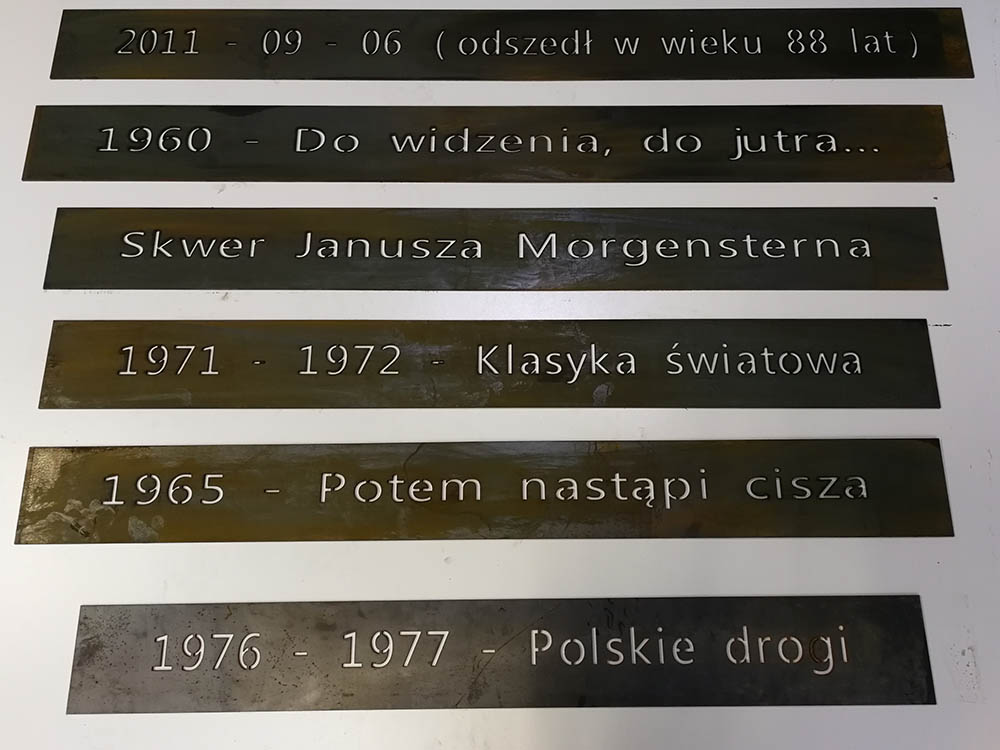 2011 - 09 - 06 (odszedł w wieku 88 lat)
1960 - Do widzenia, do jutra...
Skwer Janusza Morgensterna
1971 - 1972 - Klasyka światowa
1965 - Potem nastąpi cisza
1976 - 1977 - Polskie drogi